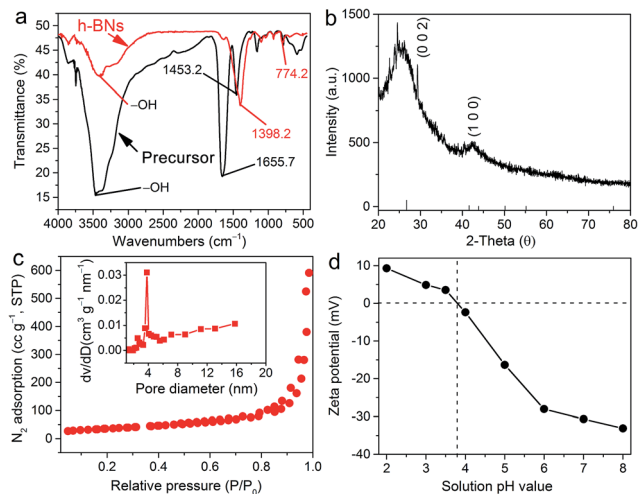 a
h-BNs
1453.2
774.2
−OH
1398.2
Precursor
1655.7
−OH
Transmittance (%)
50
45
40
35
30
25
20
15
4000 3000 2000 1000
Wavenumbers (cm−1)
b
(0 0 2)
(1 0 0)
Intensity (a.u.)
1500
1000
500
0
20 30 40 50 60 70 80
2-Theta (θ)
c
N2 adsorption (cc g−1, STP)
600
500
400
300
200
100
0
0.0 0.2 0.4 0.6 0.8 1.0
Relative pressure (P/P0)
dv/dD(cm3 g−1 nm−1)
0.03
0.02
0.01
0.00
0 4 8 12 16 20
Pore diameter (nm)
d
Zeta potential (mV)
10
0
-10
-20
-30
-40
2 3 4 5 6 7 8
Solution pH value